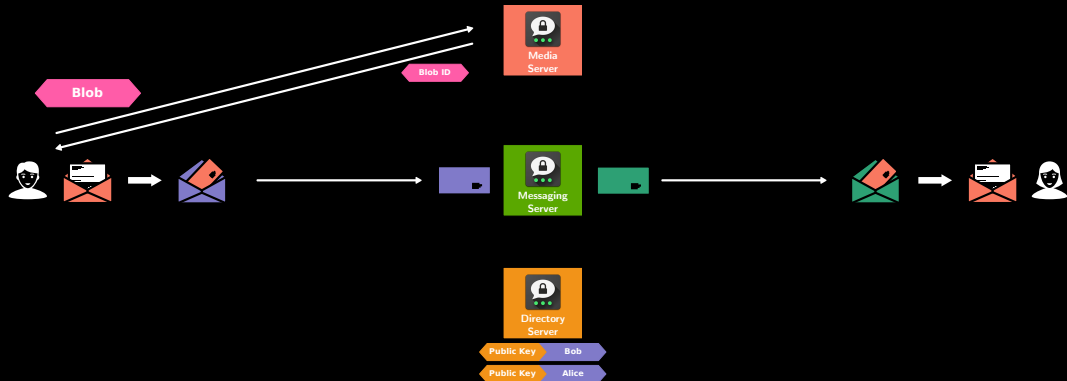 Media
Server
Blob ID
Blob
Messaging
Server
Directory
Server
Public Key Bob
Public Key Alice